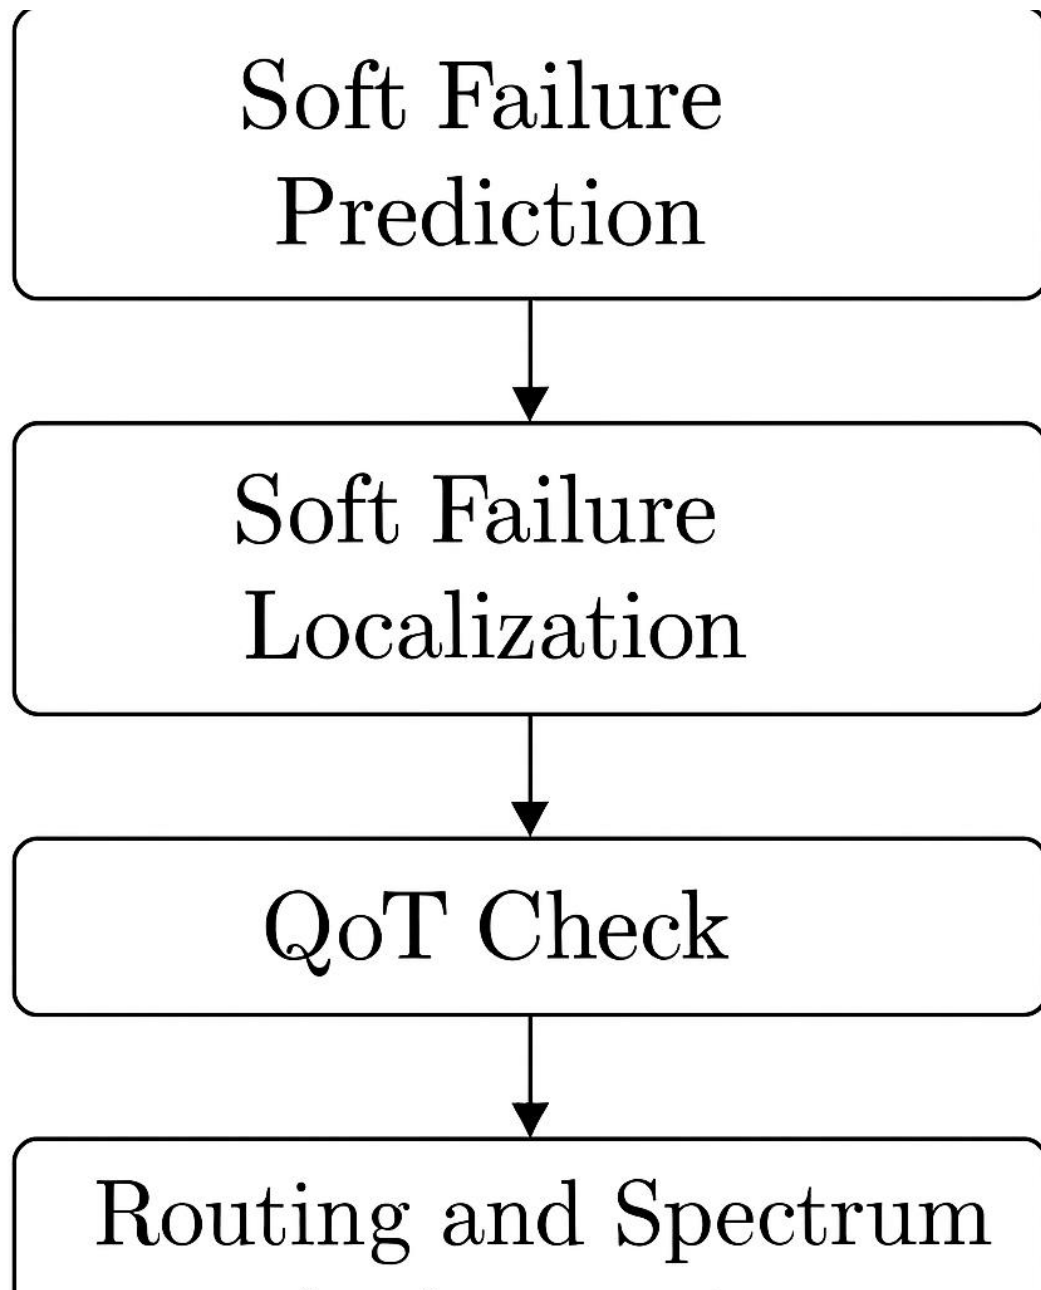 Soft Failure
Prediction
Soft Failure
Localization
QoT Check
Routing and Spectrum